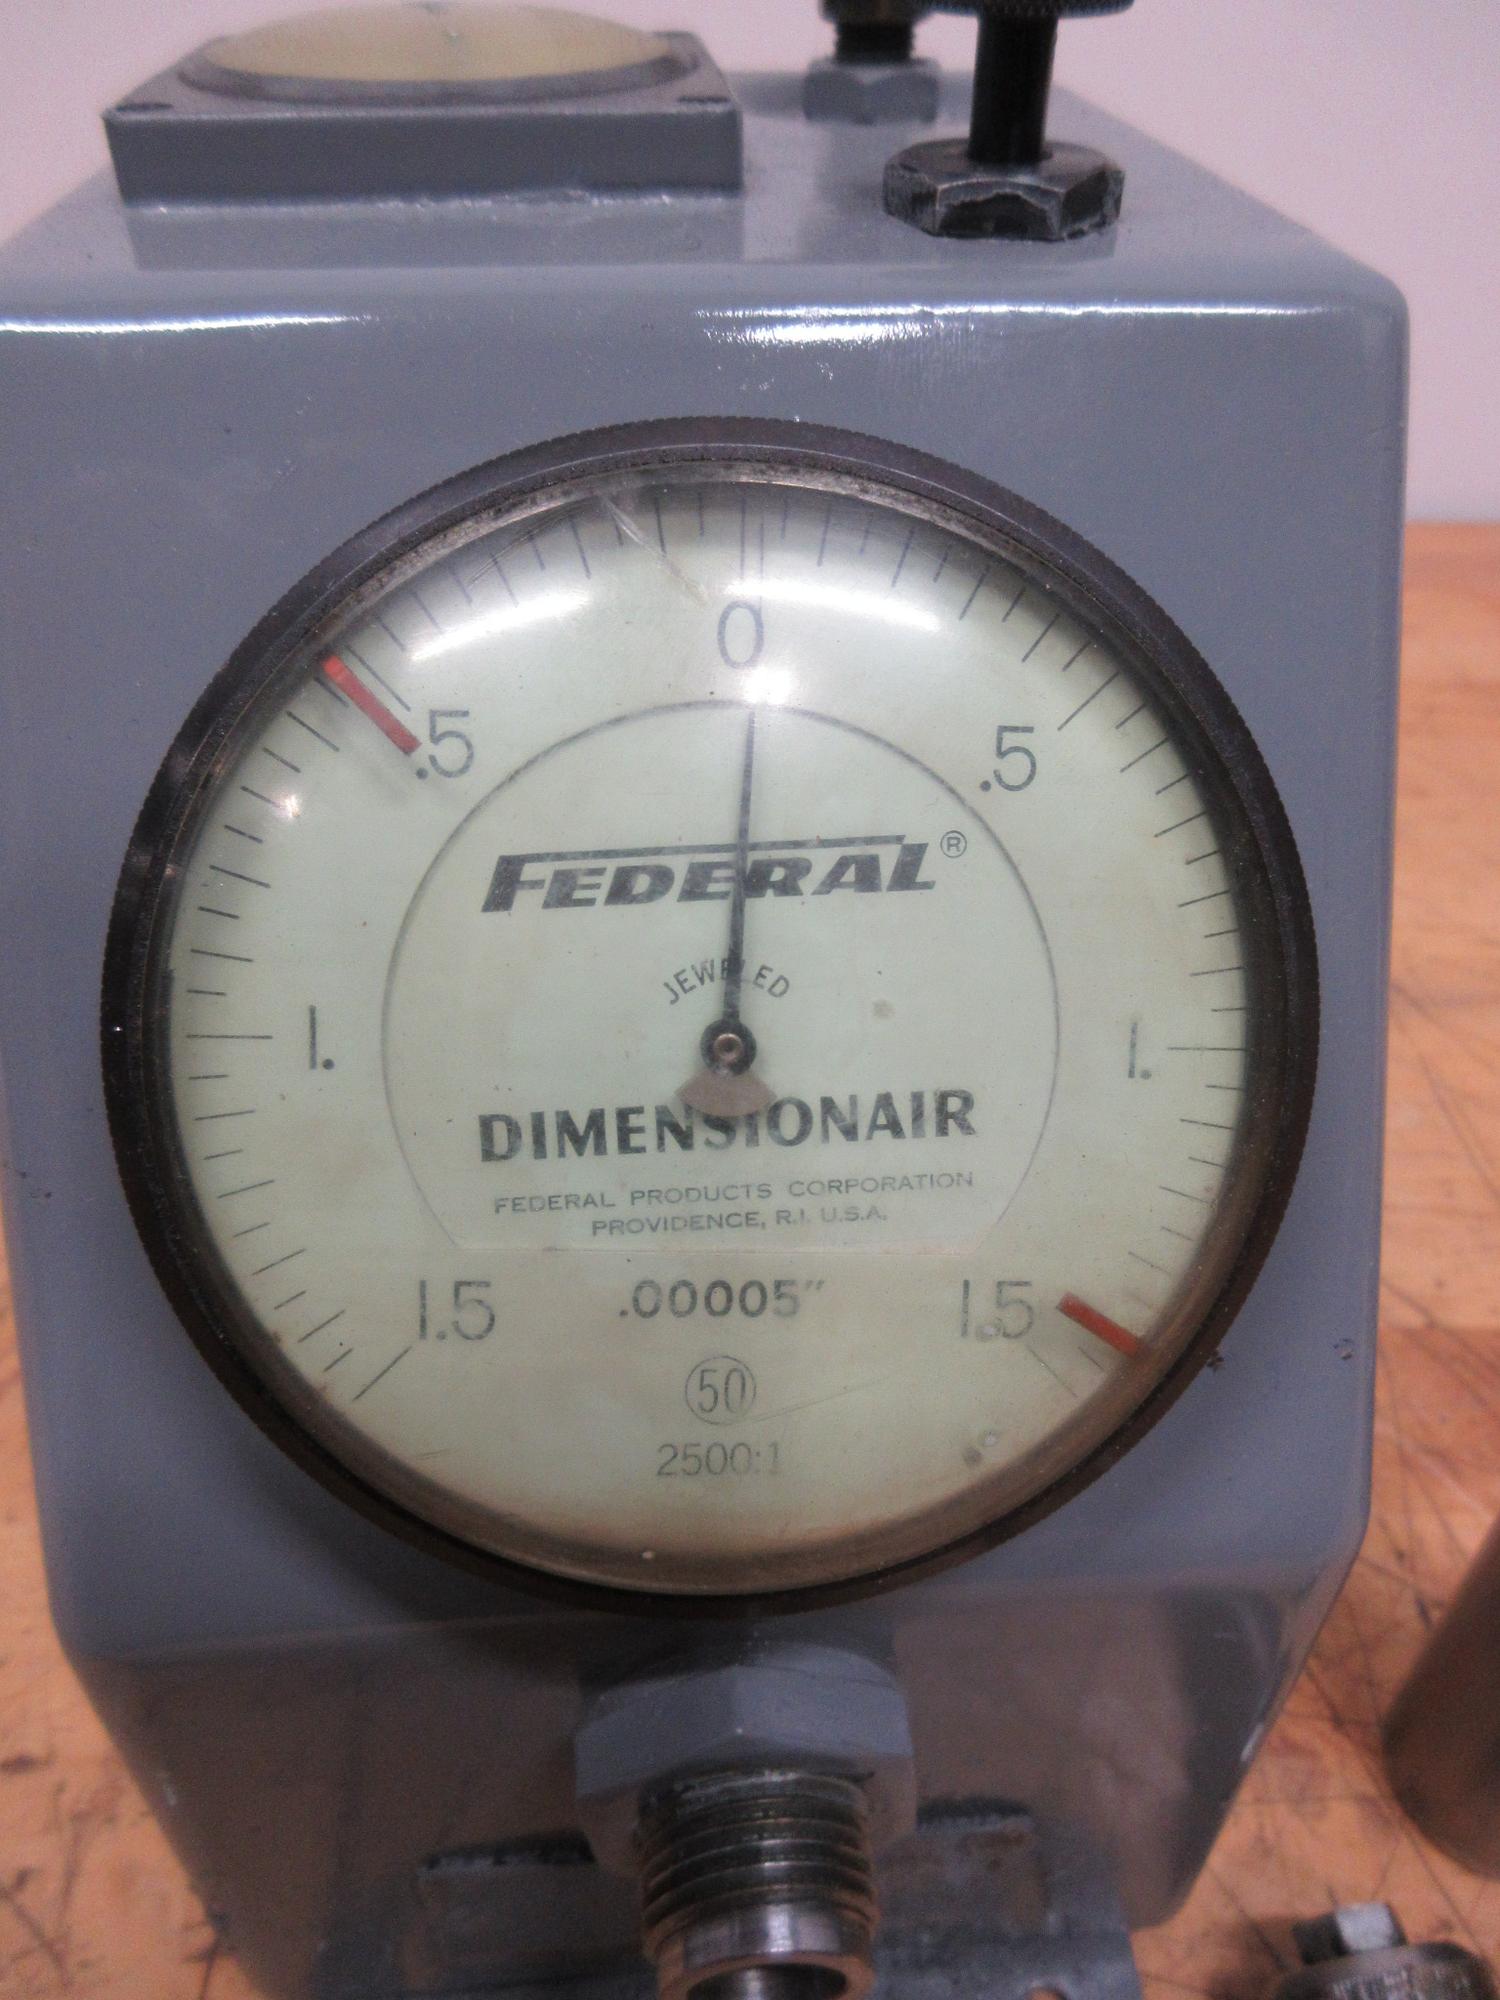 0
.5 .5
FEDERAL®
JEWELED
1. 1.
DIMENSIONAIR
FEDERAL PRODUCTS CORPORATION
PROVIDENCE, R.I. U.S.A.
1.5 .00005" 1.5
50
2500:1